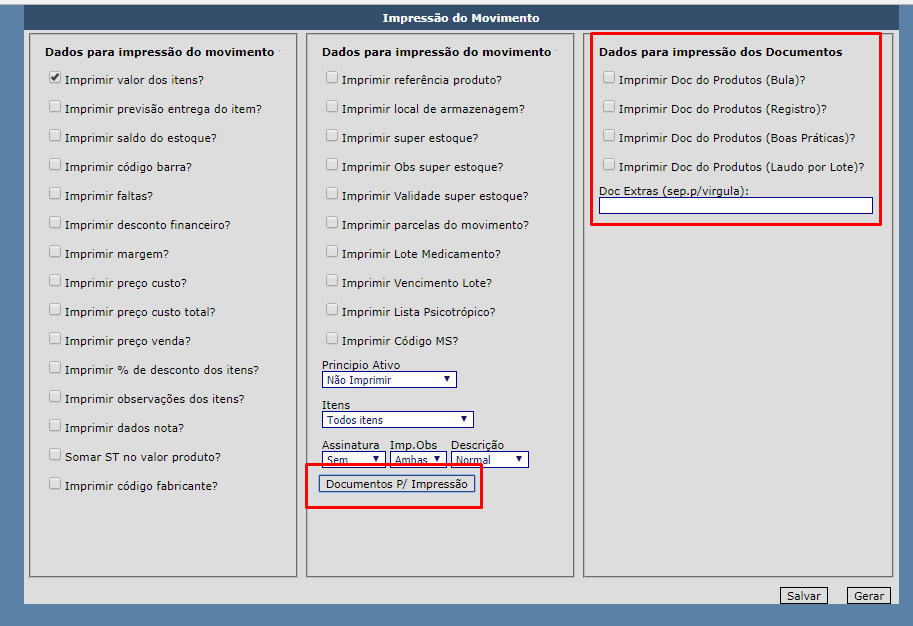 Impressão do Movimento
Dados para impressão do movimento
Imprimir valor dos itens?
Imprimir previsão entrega do item?
Imprimir saldo do estoque?
Imprimir código barra?
Imprimir faltas?
Imprimir desconto financeiro?
Imprimir margem?
Imprimir preço custo?
Imprimir preço custo total?
Imprimir preço venda?
Imprimir % de desconto dos itens?
Imprimir observações dos itens?
Imprimir dados nota?
Somar ST no valor produto?
Imprimir código fabricante?
Dados para impressão do movimento
Imprimir referência produto?
Imprimir local de armazenagem?
Imprimir super estoque?
Imprimir Obs super estoque?
Imprimir Validade super estoque?
Imprimir parcelas do movimento?
Imprimir Lote Medicamento?
Imprimir Vencimento Lote?
Imprimir Lista Psicotrópico?
Imprimir Código MS?
Principio Ativo
Não Imprimir
Itens
Todos itens
Assinatura Imp.Obs Descrição
Sem Ambas Normal
Documentos P/ Impressão
Dados para impressão dos Documentos
Imprimir Doc do Produtos (Bula)?
Imprimir Doc do Produtos (Registro)?
Imprimir Doc do Produtos (Boas Práticas)?
Imprimir Doc do Produtos (Laudo por Lote)?
Doc Extras (sep.p/virgula):
Salvar Gerar